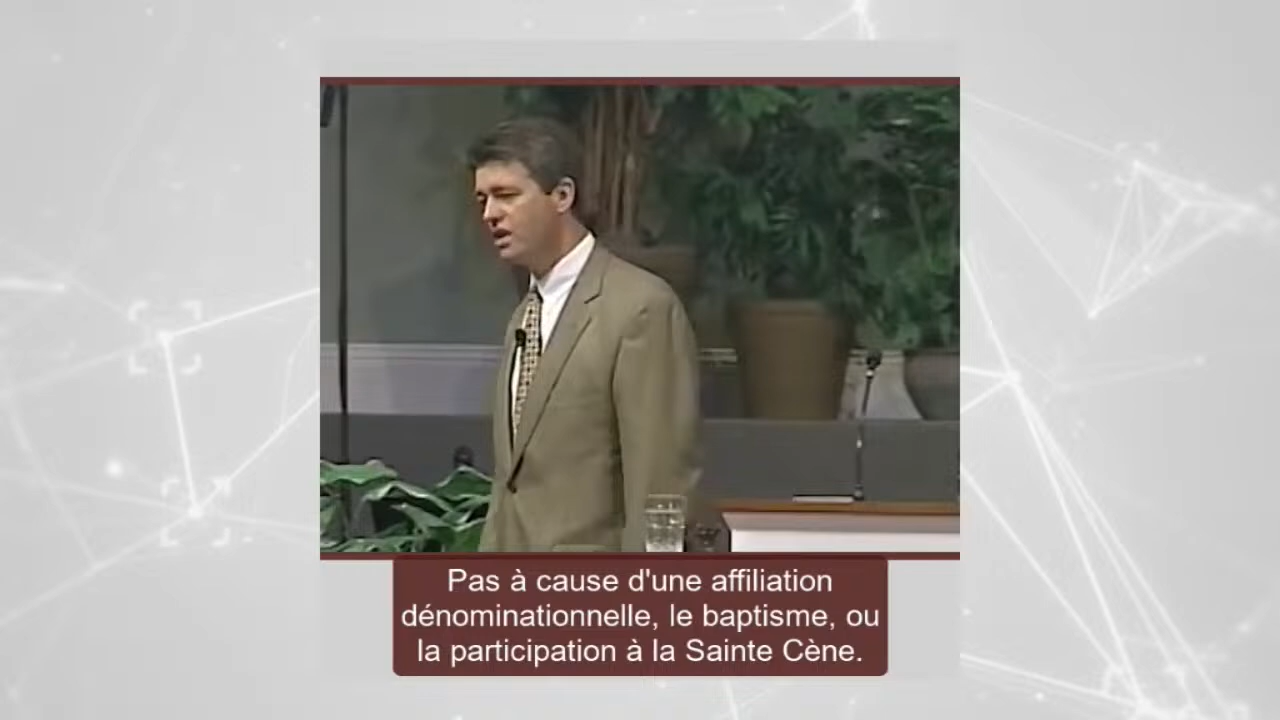 Pas à cause d'une affiliation
dénominationnelle, le baptisme, ou
la participation à la Sainte Cène.